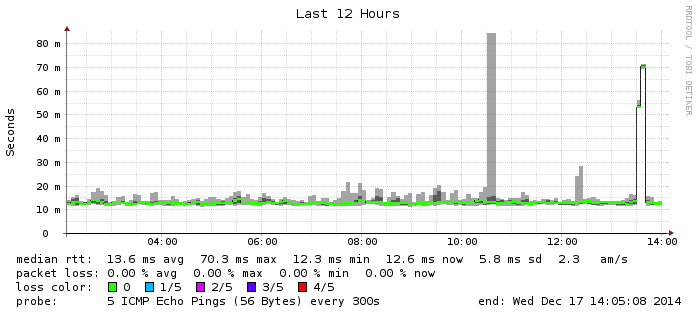 Last 12 Hours
RRDTOOL / TOBI OETIKER
Seconds
80 m
70 m
60 m
50 m
40 m
30 m
20 m
10 m
0
04:00 06:00 08:00 10:00 12:00 14:00
median rtt: 13.6 ms avg 70.3 ms max 12.3 ms min 12.6 ms now 5.8 ms sd 2.3 am/s
packet loss: 0.00 % avg 0.00 % max 0.00 % min 0.00 % now
loss color: 0 1/5 2/5 3/5 4/5
probe: 5 ICMP Echo Pings (56 Bytes) every 300s end: Wed Dec 17 14:05:08 2014